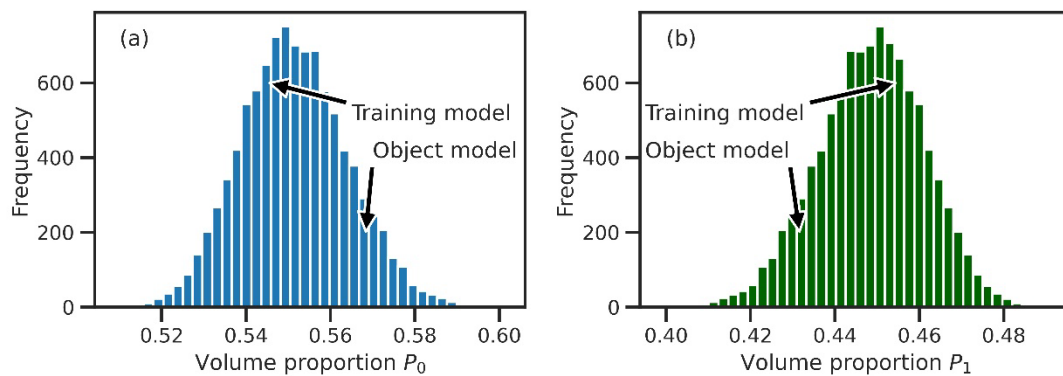 (a)
Frequency
600
400
200
0
Training model
Object model
0.52 0.54 0.56 0.58 0.60
Volume proportion P₀
(b)
Frequency
600
400
200
0
Training model
Object model
0.40 0.42 0.44 0.46 0.48
Volume proportion P₁